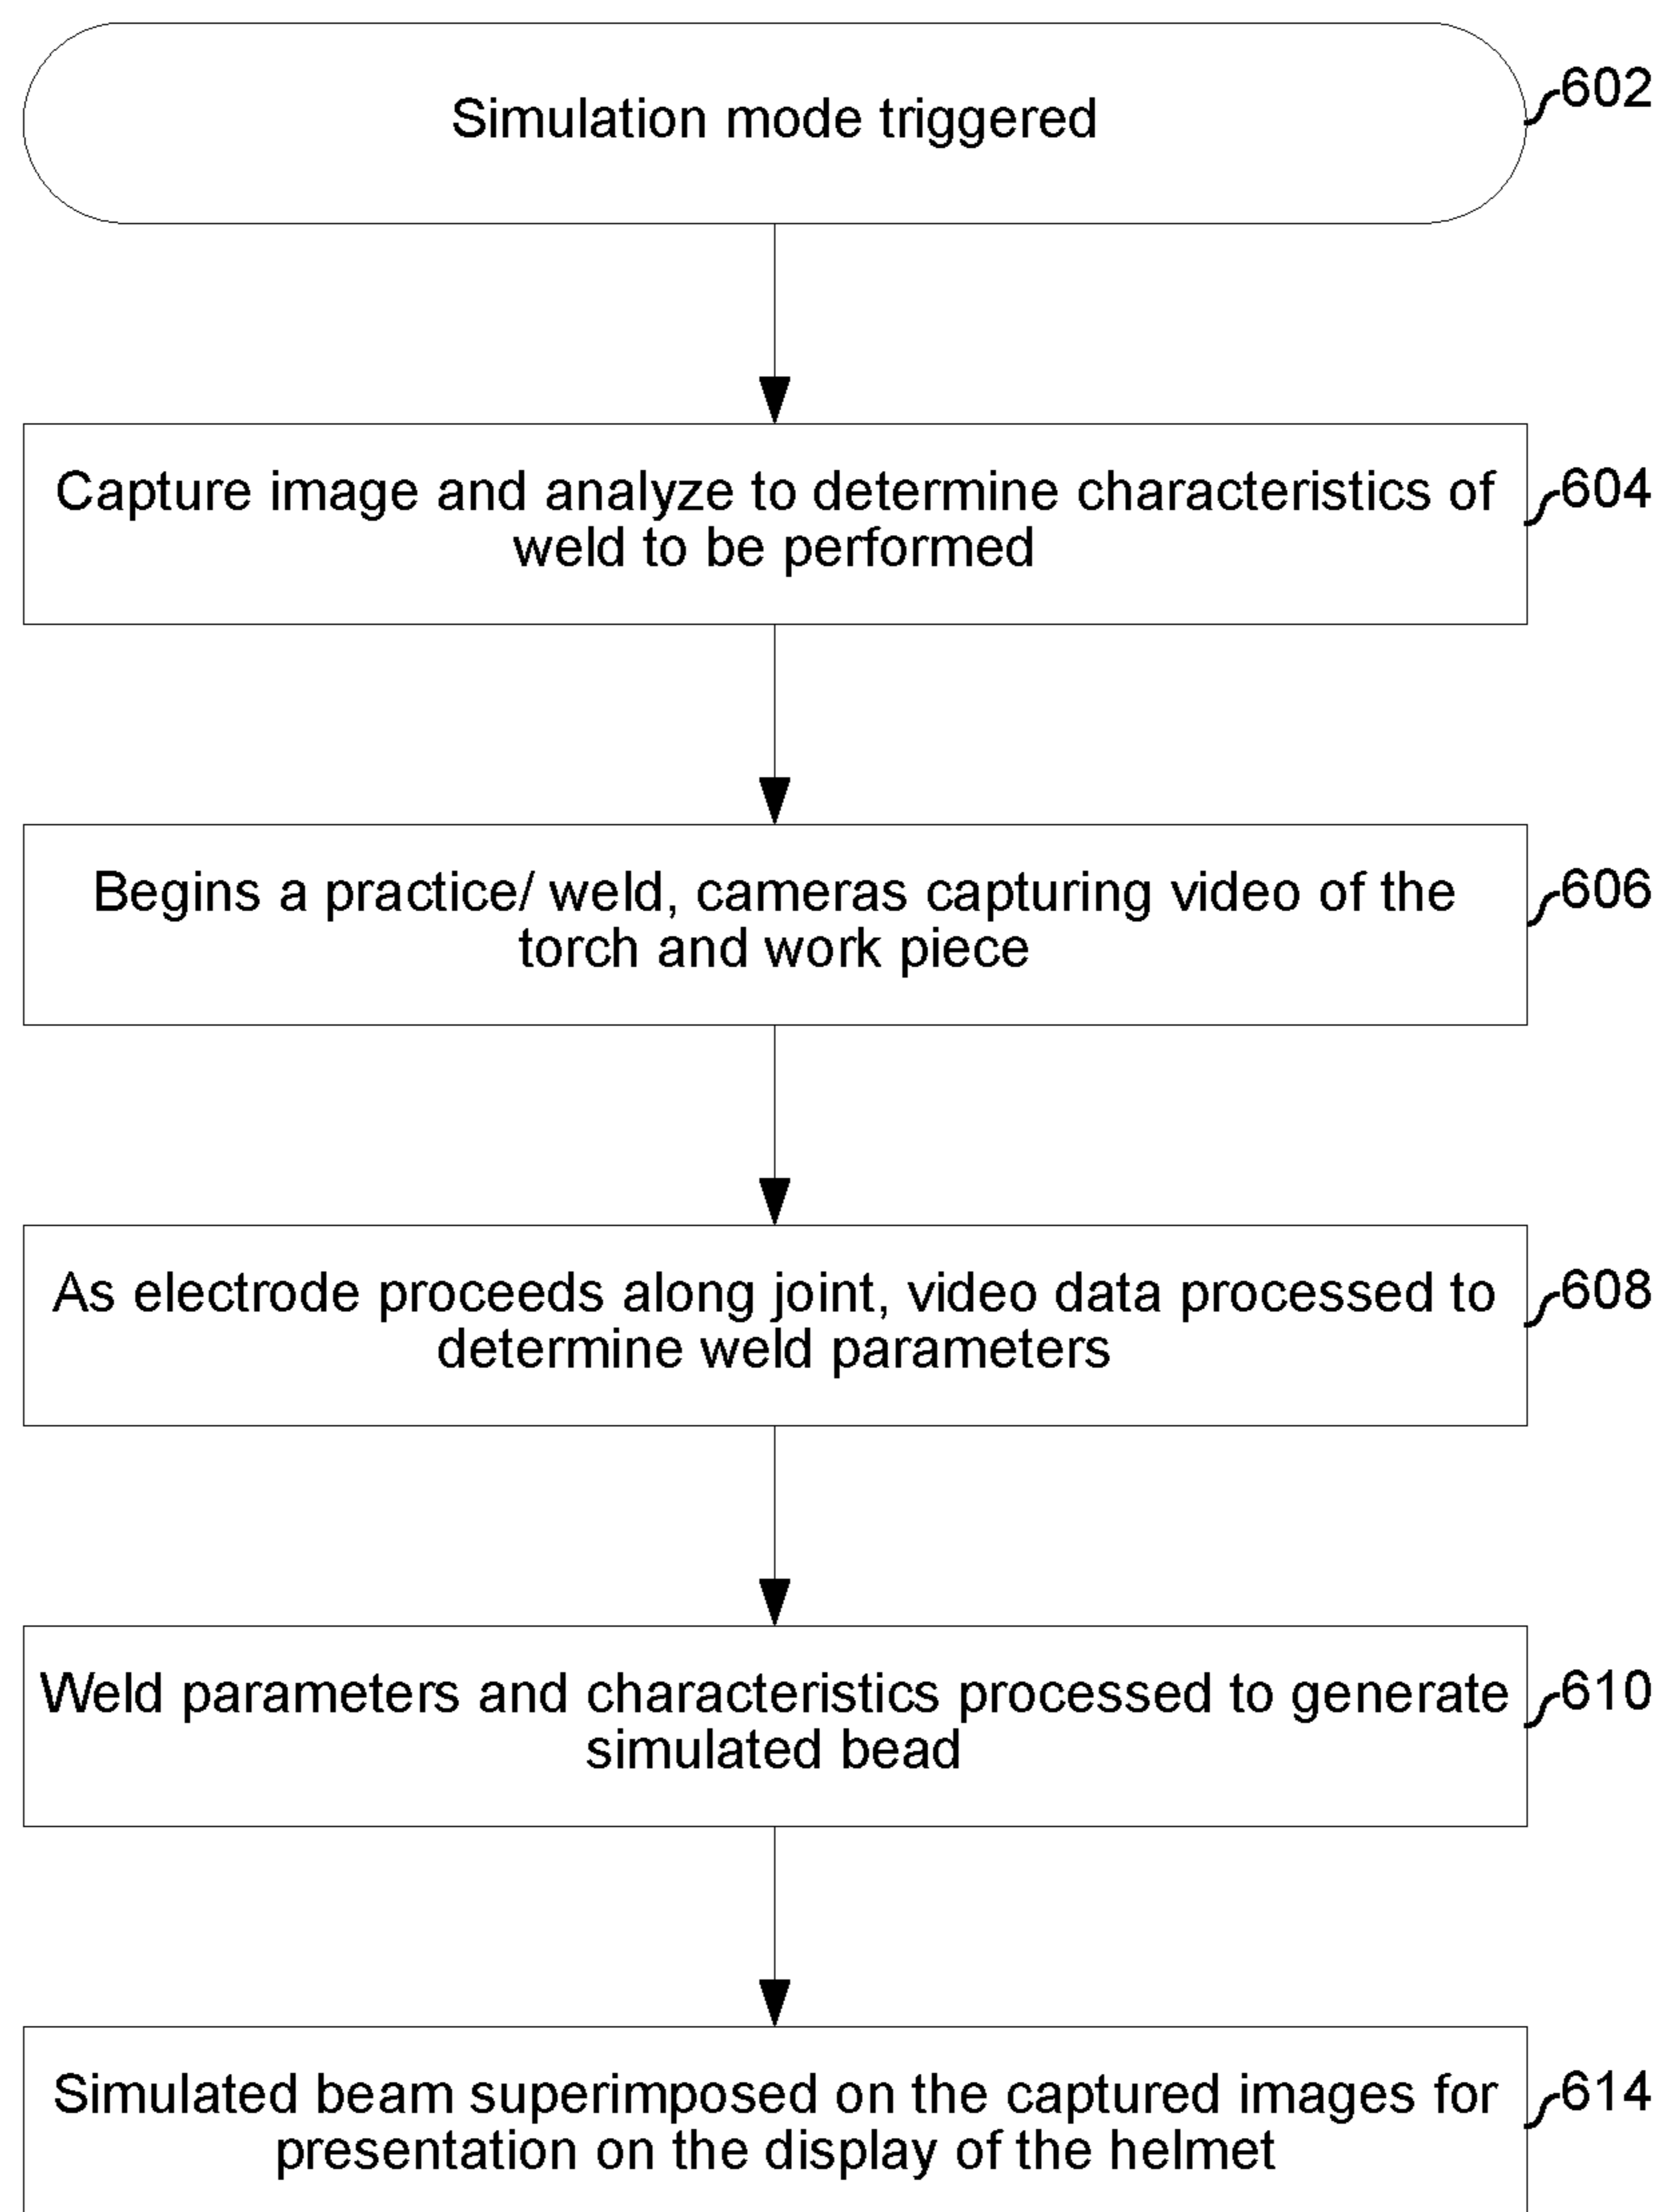 Simulation mode triggered
602
Capture image and analyze to determine characteristics of
weld to be performed
604
Begins a practice/ weld, cameras capturing video of the
torch and work piece
606
As electrode proceeds along joint, video data processed to
determine weld parameters
608
Weld parameters and characteristics processed to generate
simulated bead
610
Simulated beam superimposed on the captured images for
presentation on the display of the helmet
614